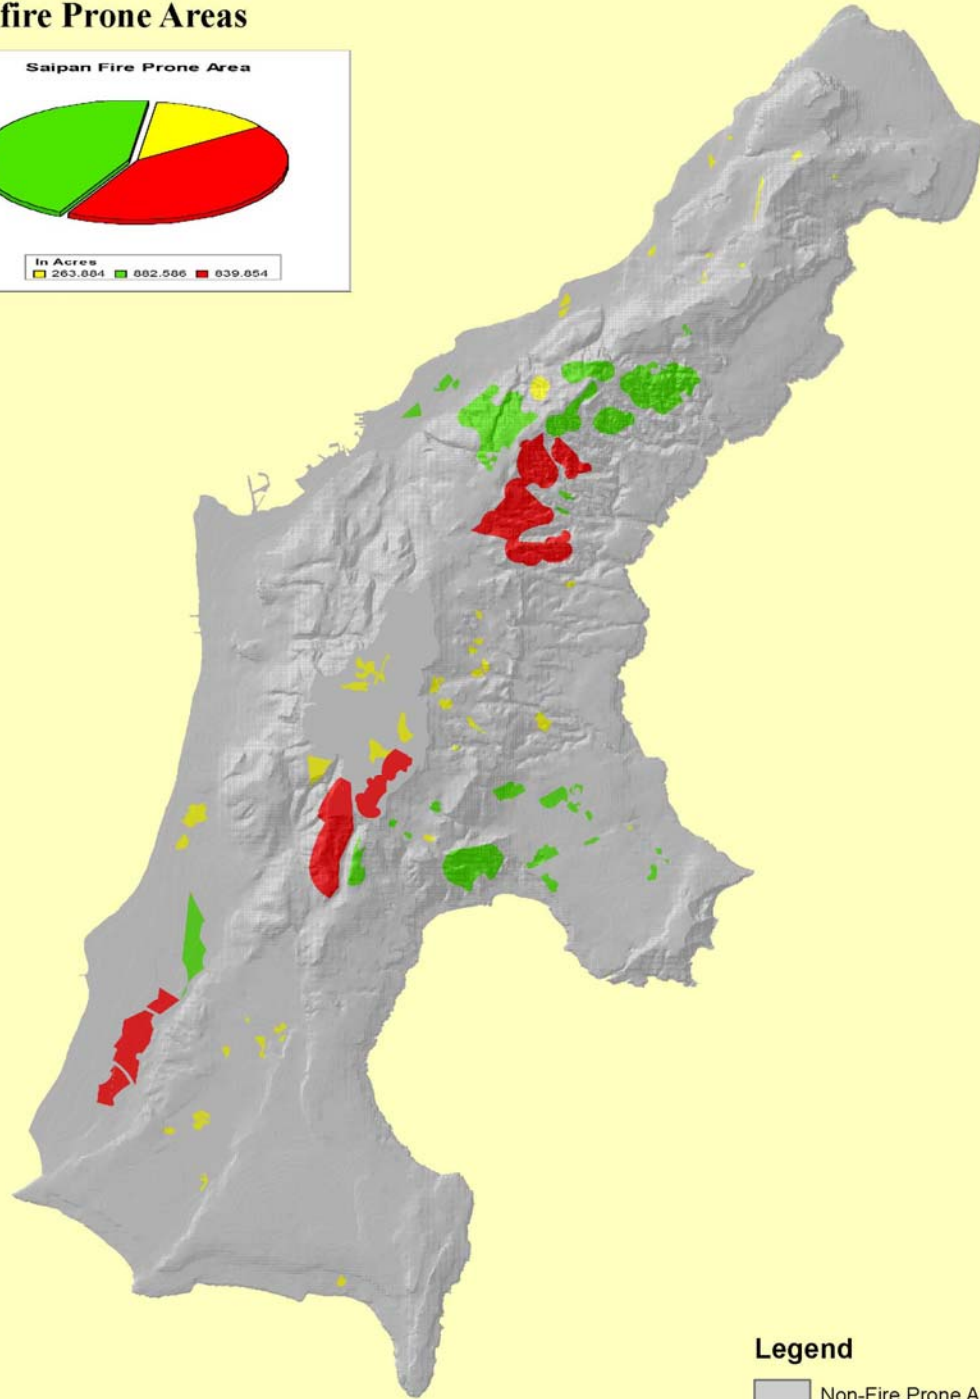 fire Prone Areas
Saipan Fire Prone Area
In Acres
263.884 882.586 839.854
Legend
Non-Fire Prone A